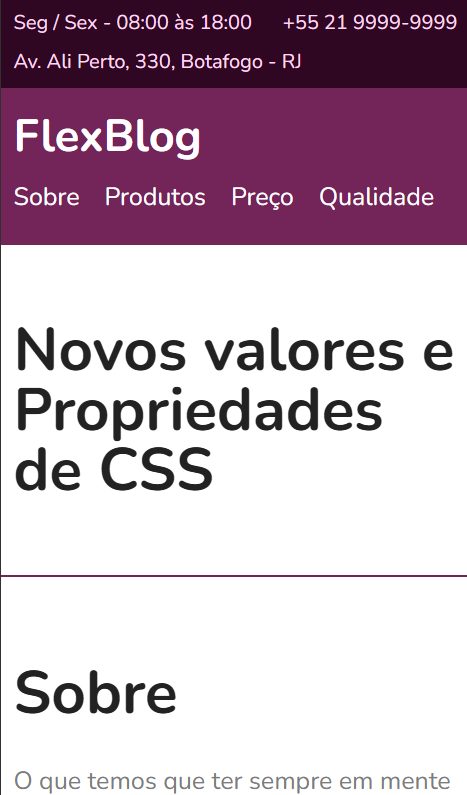 Seg / Sex - 08:00 às 18:00 +55 21 9999-9999
Av. Ali Perto, 330, Botafogo - RJ
FlexBlog
Sobre Produtos Preço Qualidade
Novos valores e
Propriedades
de CSS
Sobre
O que temos que ter sempre em mente